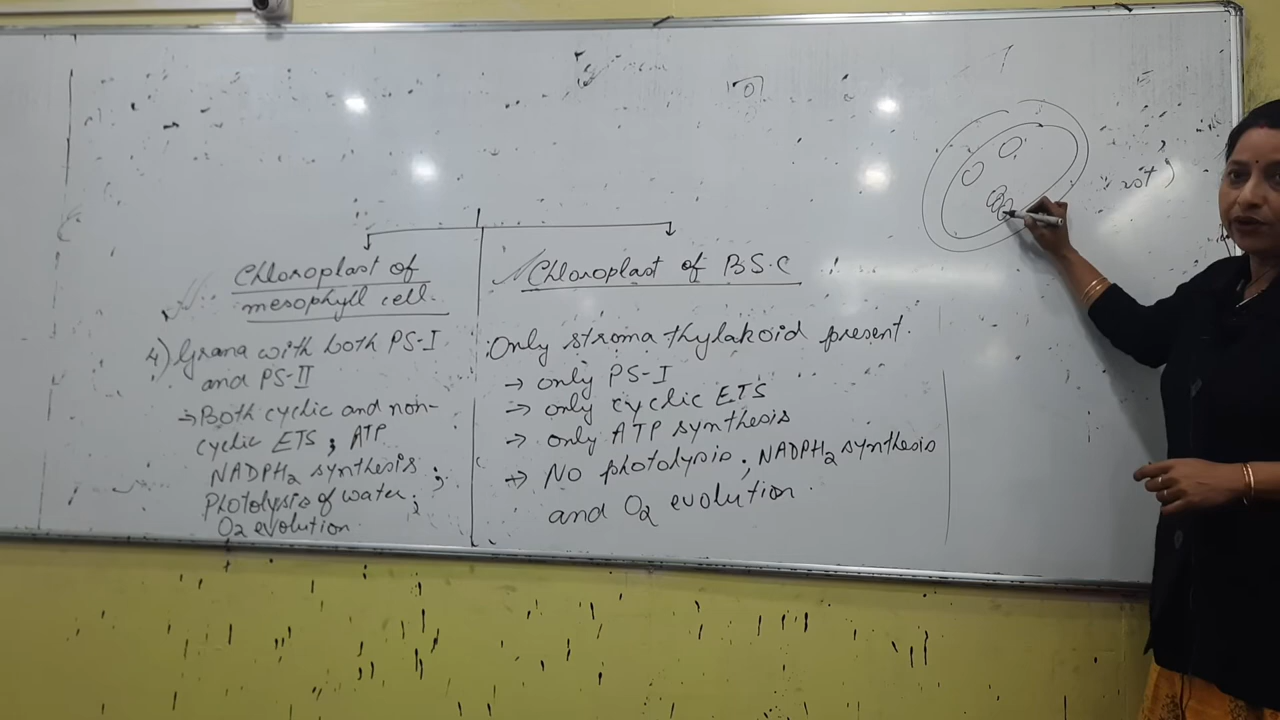 Chloroplast of
mesophyll cell.
4) Grana with both PS-I
and PS-II
→ Both cyclic and non-
cyclic ETS ; ATP
NADPH₂ synthesis ;
Photolysis of water ;
O₂ evolution
Chloroplast of B.S.C
Only stroma thylakoid present.
→ only PS-I
→ only cyclic ETS
→ only ATP synthesis
→ No photolysis, NADPH₂ synthesis
and O₂ evolution.